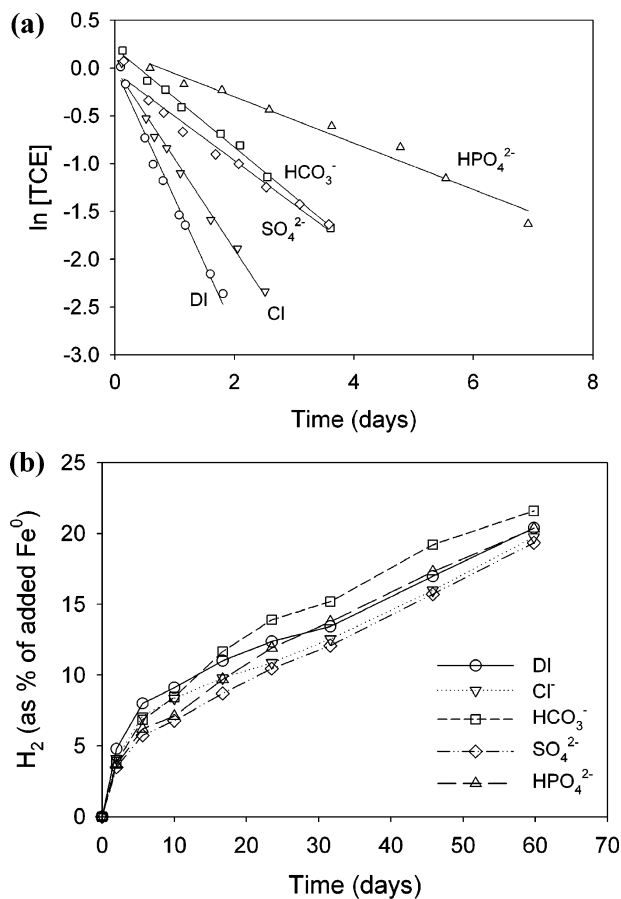 (a)
0.5
0.0
-0.5
-1.0
-1.5
-2.0
-2.5
-3.0
ln [TCE]
HPO₄²⁻
HCO₃⁻
SO₄²⁻
DI
Cl
0 2 4 6 8
Time (days)
(b)
25
20
15
10
5
0
H₂ (as % of added Fe⁰)
DI
Cl⁻
HCO₃⁻
SO₄²⁻
HPO₄²⁻
0 10 20 30 40 50 60 70
Time (days)